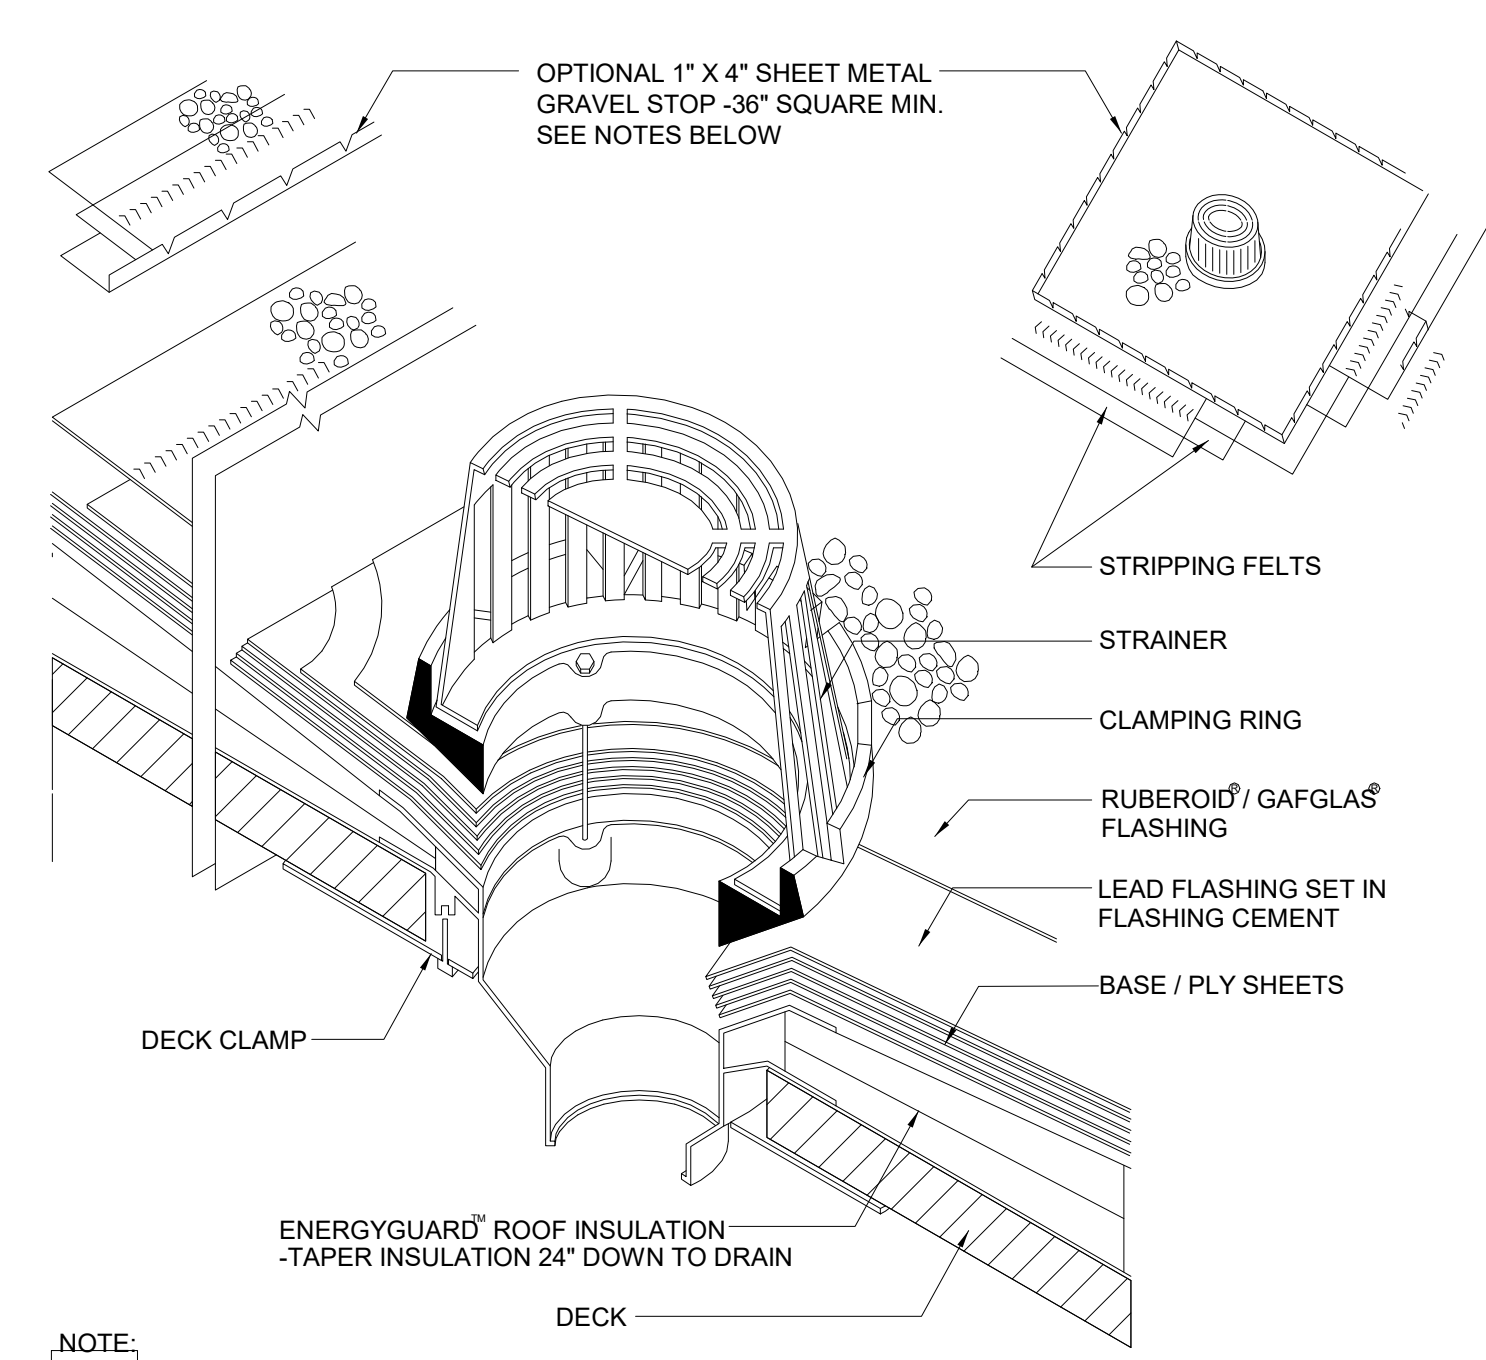 OPTIONAL 1" X 4" SHEET METAL
GRAVEL STOP -36" SQUARE MIN.
SEE NOTES BELOW
STRIPPING FELTS
STRAINER
CLAMPING RING
RUBEROID® / GAFGLAS®
FLASHING
LEAD FLASHING SET IN
FLASHING CEMENT
BASE / PLY SHEETS
DECK CLAMP
ENERGYGUARD™ ROOF INSULATION
-TAPER INSULATION 24" DOWN TO DRAIN
DECK
NOTE: